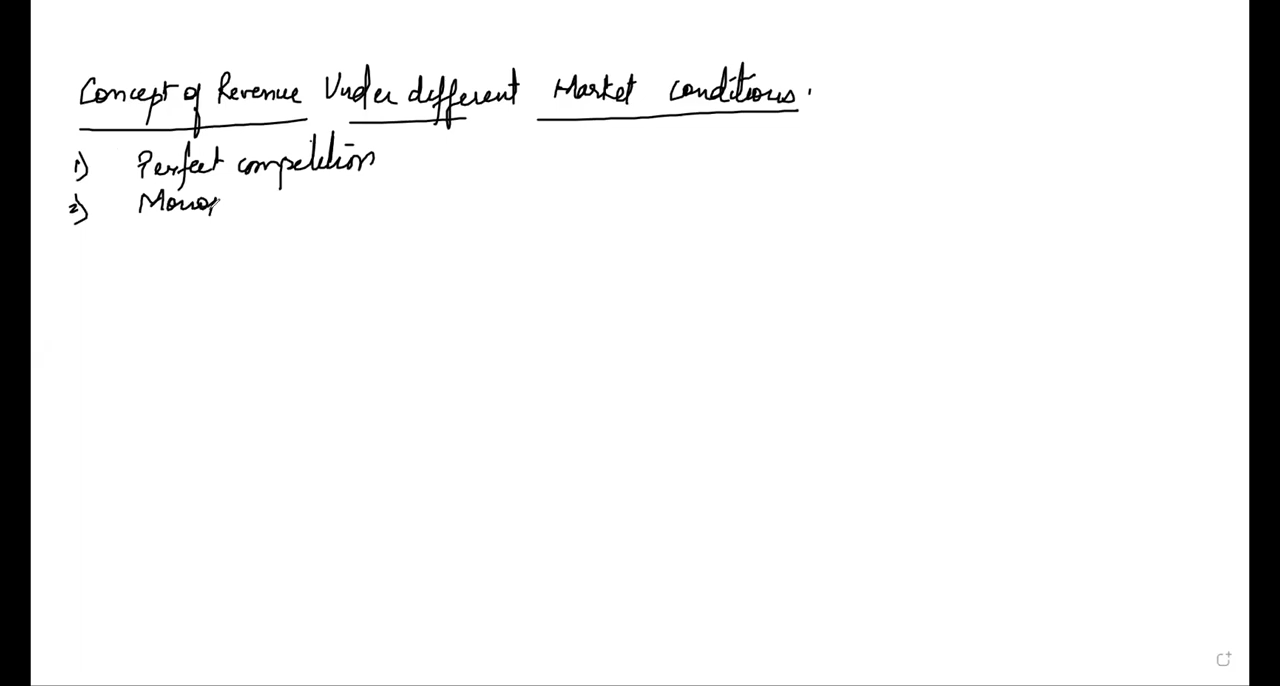 Concept of Revenue Under different Market conditions.
1) Perfect competition
2) Monop